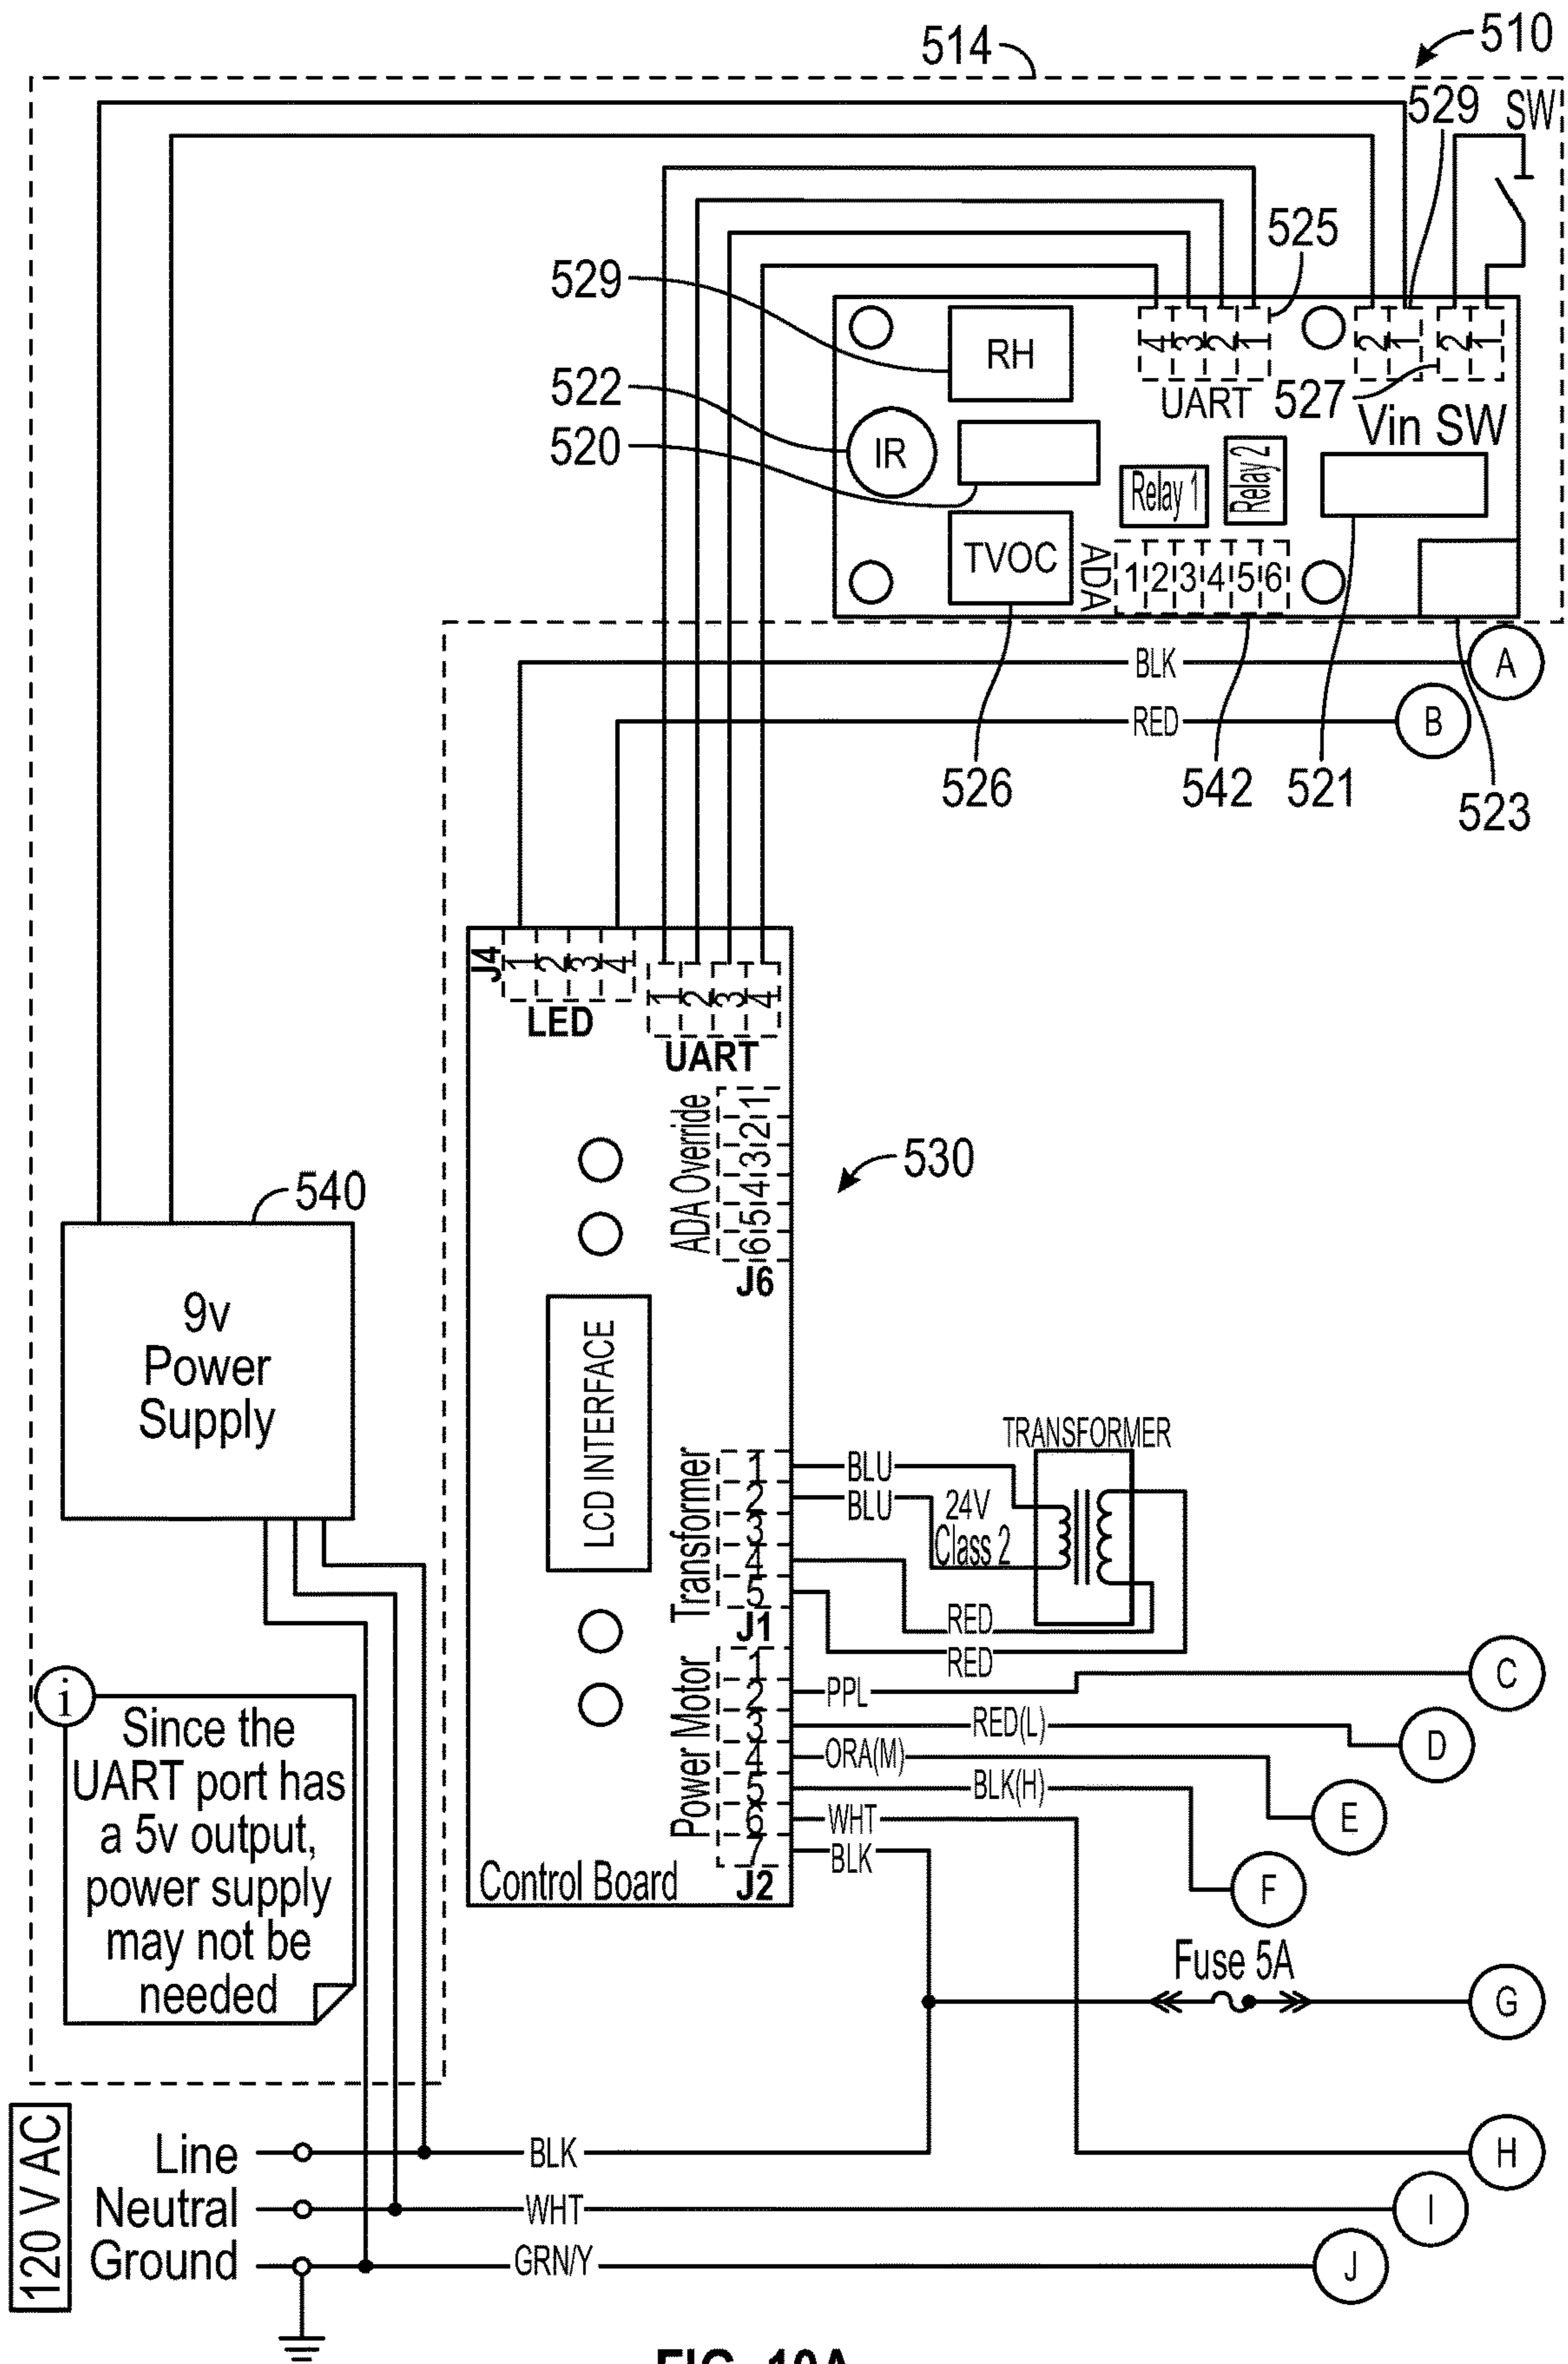 514
510
529
SW
525
529
RH
4 3 2 1
2 1
2 1
522
UART
527
Vin SW
520
IR
Relay 1
Relay 2
TVOC
ADA
1 2 3 4 5 6
BLK
A
RED
B
526
542
521
523
J4
1 2 3 4
LED
1 2 3 4
UART
ADA Override
1 2 3 4 5 6
J6
530
540
9v
Power
Supply
LCD INTERFACE
TRANSFORMER
Transformer
1
2
3
4
5
J1
BLU
BLU
24V
Class 2
RED
RED
Power Motor
1
2
3
4
5
6
7
J2
PPL
C
RED(L)
D
ORA(M)
E
BLK(H)
F
WHT
BLK
Control Board
i
Since the
UART port has
a 5v output,
power supply
may not be
needed
Fuse 5A
G
120 V AC
Line
BLK
H
Neutral
WHT
I
Ground
GRN/Y
J
FIG. 10A